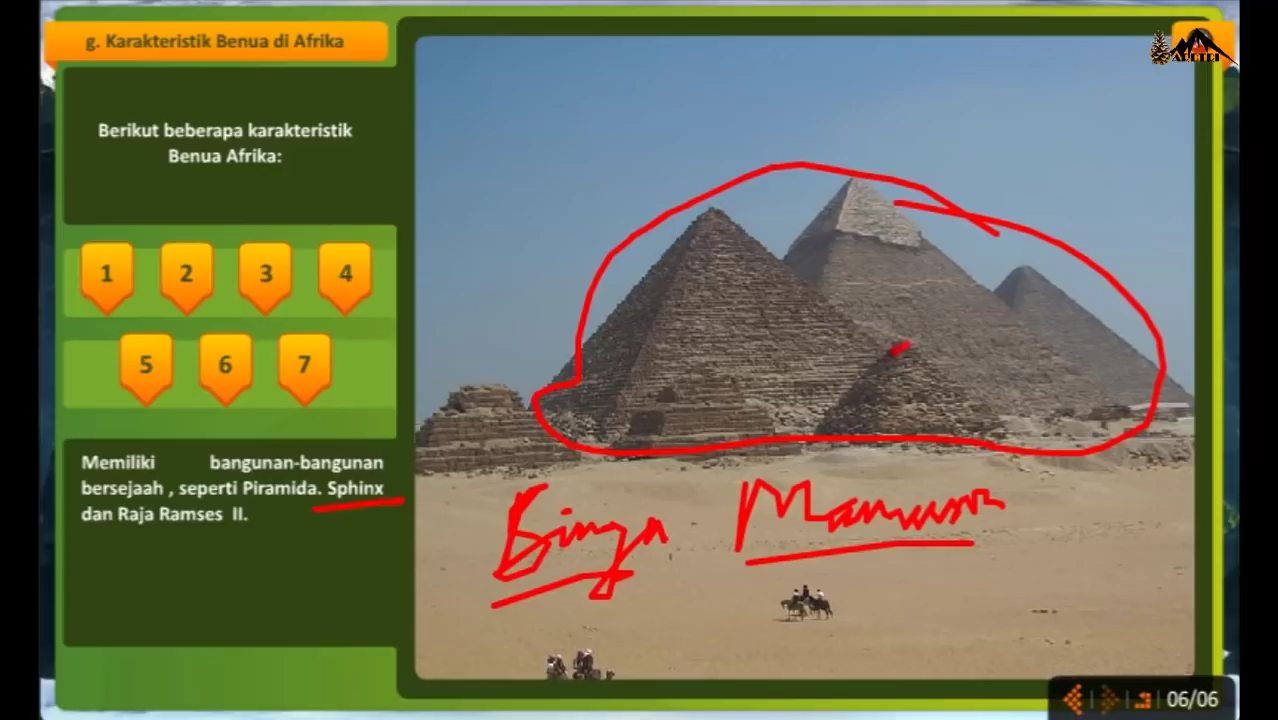 g. Karakteristik Benua di Afrika
Berikut beberapa karakteristik
Benua Afrika:
1 2 3 4
5 6 7
Memiliki bangunan-bangunan
bersejaah , seperti Piramida. Sphinx
dan Raja Ramses II.
Singa
06/06